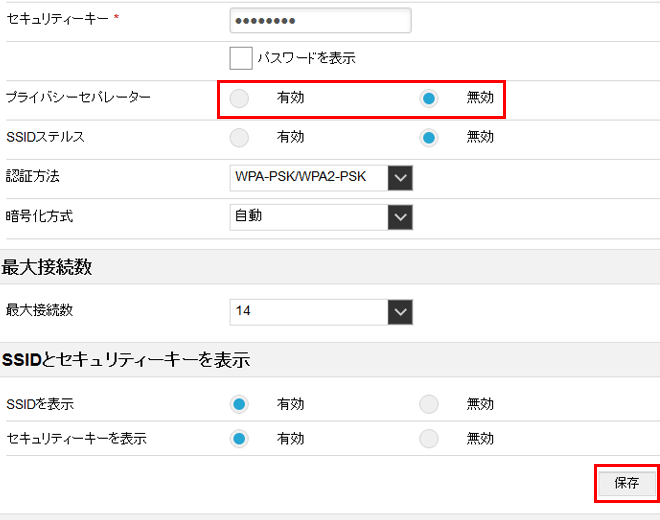 セキュリティーキー * ●●●●●●●●
パスワードを表示
プライバシーセパレーター 有効 無効
SSIDステルス 有効 無効
認証方法 WPA-PSK/WPA2-PSK
暗号化方式 自動
最大接続数
最大接続数 14
SSIDとセキュリティーキーを表示
SSIDを表示 有効 無効
セキュリティーキーを表示 有効 無効
保存